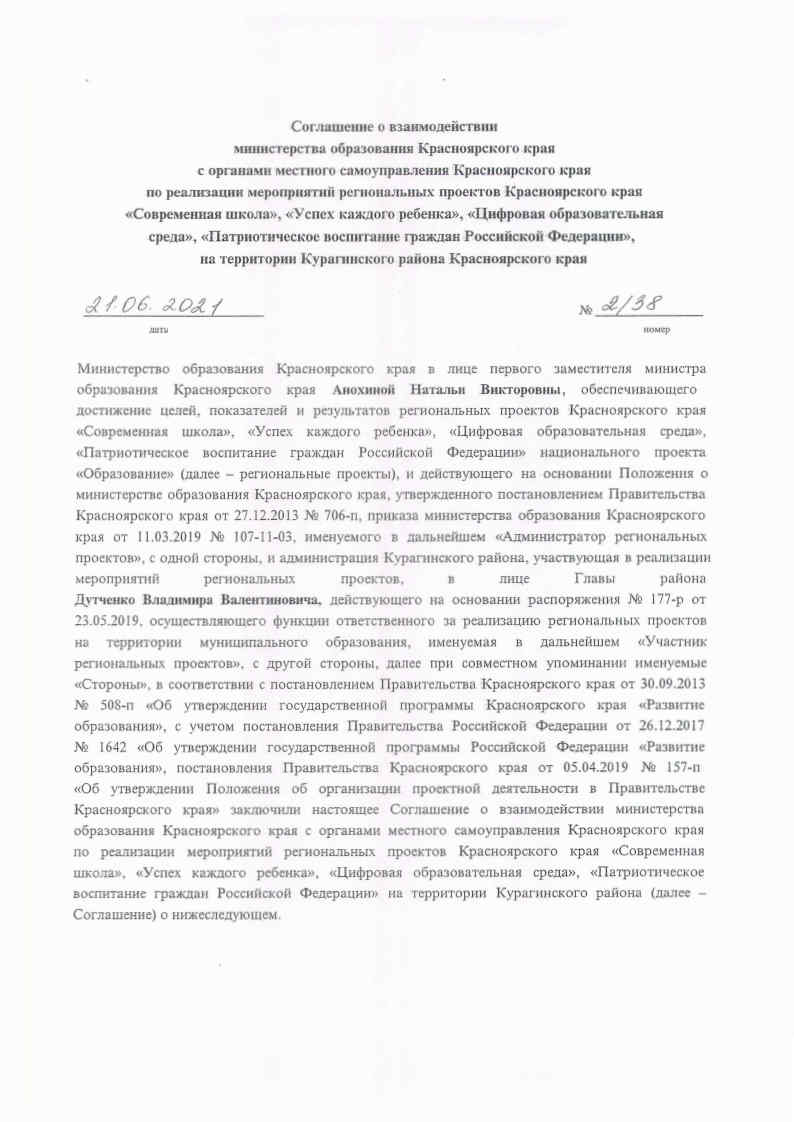 Соглашение о взаимодействии
министерства образования Красноярского края
с органами местного самоуправления Красноярского края
по реализации мероприятий региональных проектов Красноярского края
«Современная школа», «Успех каждого ребенка», «Цифровая образовательная
среда», «Патриотическое воспитание граждан Российской Федерации»,
на территории Курагинского района Красноярского края
21.06.2021 № 2/38
дата номер
Министерство образования Красноярского края в лице первого заместителя министра
образования Красноярского края Анохиной Натальи Викторовны, обеспечивающего
достижение целей, показателей и результатов региональных проектов Красноярского края
«Современная школа», «Успех каждого ребенка», «Цифровая образовательная среда»,
«Патриотическое воспитание граждан Российской Федерации» национального проекта
«Образование» (далее – региональные проекты), и действующего на основании Положения о
министерстве образования Красноярского края, утвержденного постановлением Правительства
Красноярского края от 27.12.2013 № 706-п, приказа министерства образования Красноярского
края от 11.03.2019 № 107-11-03, именуемого в дальнейшем «Администратор региональных
проектов», с одной стороны, и администрация Курагинского района, участвующая в реализации
мероприятий региональных проектов, в лице Главы района
Дутченко Владимира Валентиновича, действующего на основании распоряжения № 177-р от
23.05.2019, осуществляющего функции ответственного за реализацию региональных проектов
на территории муниципального образования, именуемая в дальнейшем «Участник
региональных проектов», с другой стороны, далее при совместном упоминании именуемые
«Стороны», в соответствии с постановлением Правительства Красноярского края от 30.09.2013
№ 508-п «Об утверждении государственной программы Красноярского края «Развитие
образования», с учетом постановления Правительства Российской Федерации от 26.12.2017
№ 1642 «Об утверждении государственной программы Российской Федерации «Развитие
образования», постановления Правительства Красноярского края от 05.04.2019 № 157-п
«Об утверждении Положения об организации проектной деятельности в Правительстве
Красноярского края» заключили настоящее Соглашение о взаимодействии министерства
образования Красноярского края с органами местного самоуправления Красноярского края
по реализации мероприятий региональных проектов Красноярского края «Современная
школа», «Успех каждого ребенка», «Цифровая образовательная среда», «Патриотическое
воспитание граждан Российской Федерации» на территории Курагинского района (далее –
Соглашение) о нижеследующем.